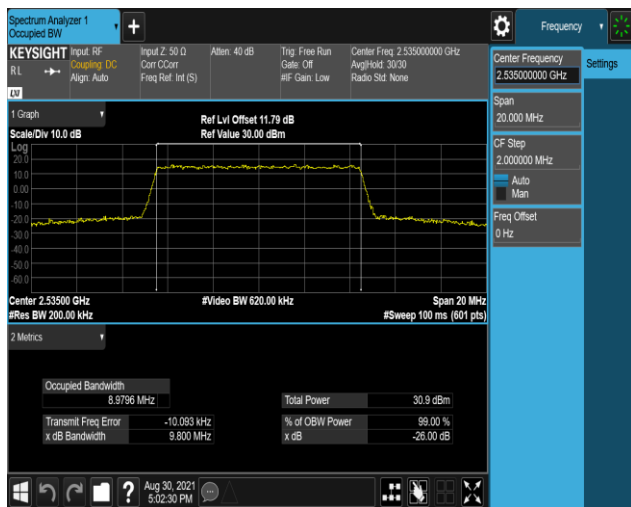 Spectrum Analyzer 1
Occupied BW
+
Frequency
KEYSIGHT
RL
LXI
Input: RF
Coupling: DC
Align: Auto
Input Z: 50 Ω
Corr CCorr
Freq Ref: Int (S)
Atten: 40 dB
Trig: Free Run
Gate: Off
#IF Gain: Low
Center Freq: 2.535000000 GHz
Avg|Hold: 30/30
Radio Std: None
Center Frequency
2.535000000 GHz
Settings
Span
20.000 MHz
CF Step
2.000000 MHz
Auto
Man
Freq Offset
0 Hz
1 Graph
Scale/Div 10.0 dB
Ref Lvl Offset 11.79 dB
Ref Value 30.00 dBm
Log
20.0
10.0
0.00
-10.0
-20.0
-30.0
-40.0
-50.0
-60.0
Center 2.53500 GHz
#Video BW 620.00 kHz
Span 20 MHz
#Res BW 200.00 kHz
#Sweep 100 ms (601 pts)
2 Metrics
Occupied Bandwidth
8.9796 MHz
Total Power 30.9 dBm
Transmit Freq Error -10.093 kHz
% of OBW Power 99.00 %
x dB Bandwidth 9.800 MHz
x dB -26.00 dB
?
Aug 30, 2021
5:02:30 PM